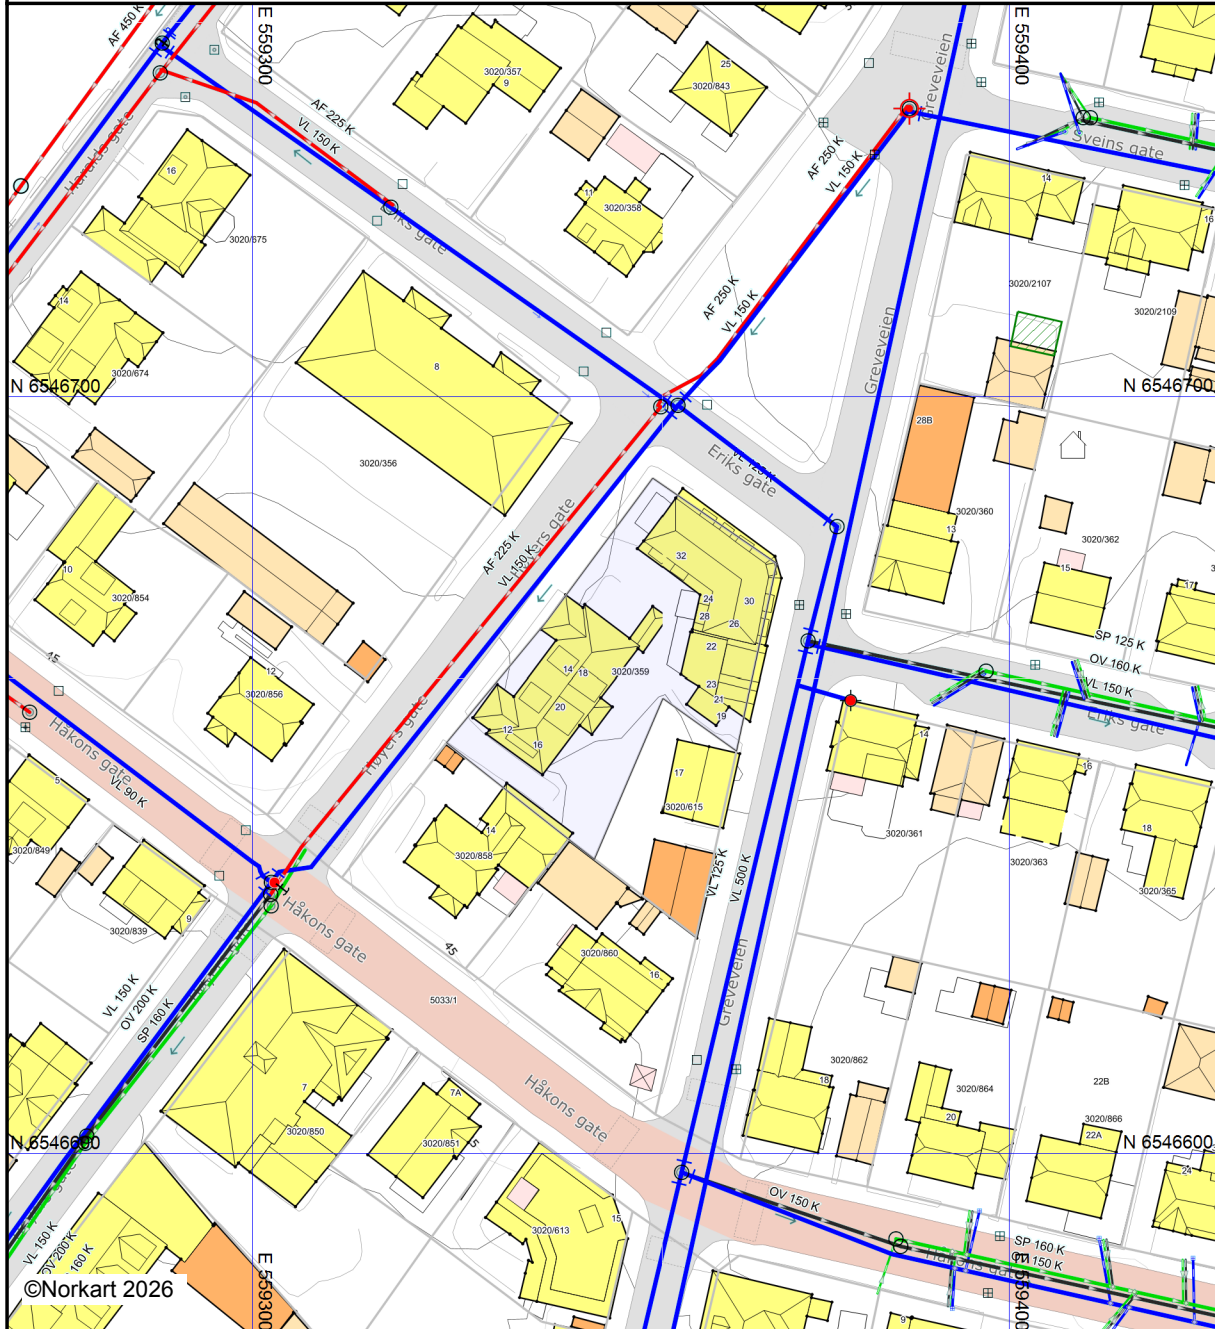 AF 450 K
E 559300
Greveveien
E 559400
25
3020/357
9
3020/843
AF 225 K
VL 150 K
Haralds gate
Sveins gate
AF 250 K
VL 150 K
16
14
11
3020/358
16
Eriks gate
3020/675
3020/2107
AF 250 K
VL 150 K
3020/2109
14
Greveveien
3020/674
8
N 6546700
N 6546700
28B
VL 125 K
Eriks gate
3020/356
3020/360
13
3020/362
Høyers gate
AF 225 K
VL 150 K
32
15
10
24
30
17
3020/854
28
26
SP 125 K
22
OV 160 K
45
12
14
18
3020/359
VL 150 K
3020/856
23
21
20
19
Eriks gate
12
14
16
Høyers gate
Håkons gate
17
16
5
VL 90 K
3020/615
14
18
3020/849
3020/858
3020/361
3020/363
VL 125 K
VL 500 K
3020/365
9
3020/839
Håkons gate
45
3020/860
16
Greveveien
VL 150 K
OV 200 K
SP 160 K
5033/1
3020/862
Håkons gate
18
3020/864
22B
7
7A
20
3020/866
3020/850
3020/851
22A
N 6546600
N 6546600
24
OV 150 K
15
3020/613
SP 160 K
OV 150 K
Håkons gate
VL 150 K
OV 200 K
160 K
E 559300
E 559400
©Norkart 2026
9